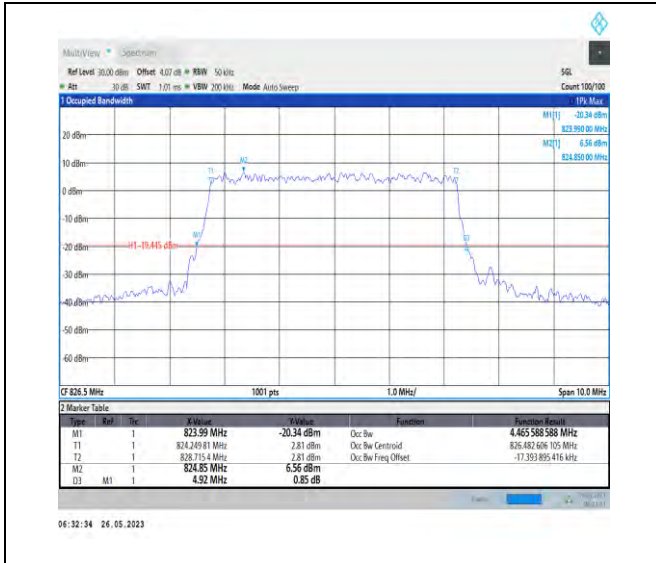 MultiView Spectrum
Ref Level 30.00 dBm Offset 4.07 dB RBW 50 kHz SGL
Att 30 dB SWT 1.01 ms VBW 200 kHz Mode Auto Sweep Count 100/100
1 Occupied Bandwidth 1Pk Max
M1[1] -20.34 dBm
823.990 00 MHz
M2[1] 6.56 dBm
824.850 00 MHz
20 dBm
10 dBm
M2
T1 T2
0 dBm
-10 dBm
M1 D3
-20 dBm H1 -19.445 dBm
-30 dBm
-40 dBm
-50 dBm
-60 dBm
CF 826.5 MHz 1001 pts 1.0 MHz/ Span 10.0 MHz
2 Marker Table
Type Ref Trc X-Value Y-Value Function Function Result
M1 1 823.99 MHz -20.34 dBm Occ Bw 4.465 588 588 MHz
T1 1 824.249 81 MHz 2.81 dBm Occ Bw Centroid 826.482 606 105 MHz
T2 1 828.715 4 MHz 2.81 dBm Occ Bw Freq Offset -17.393 895 416 kHz
M2 1 824.85 MHz 6.56 dBm
D3 M1 1 4.92 MHz 0.85 dB
06:32:34 26.05.2023